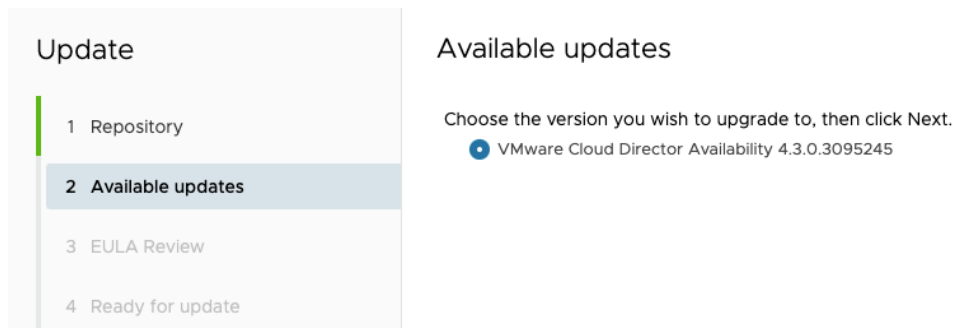 Update
1 Repository
2 Available updates
3 EULA Review
4 Ready for update
Available updates
Choose the version you wish to upgrade to, then click Next.
VMware Cloud Director Availability 4.3.0.3095245